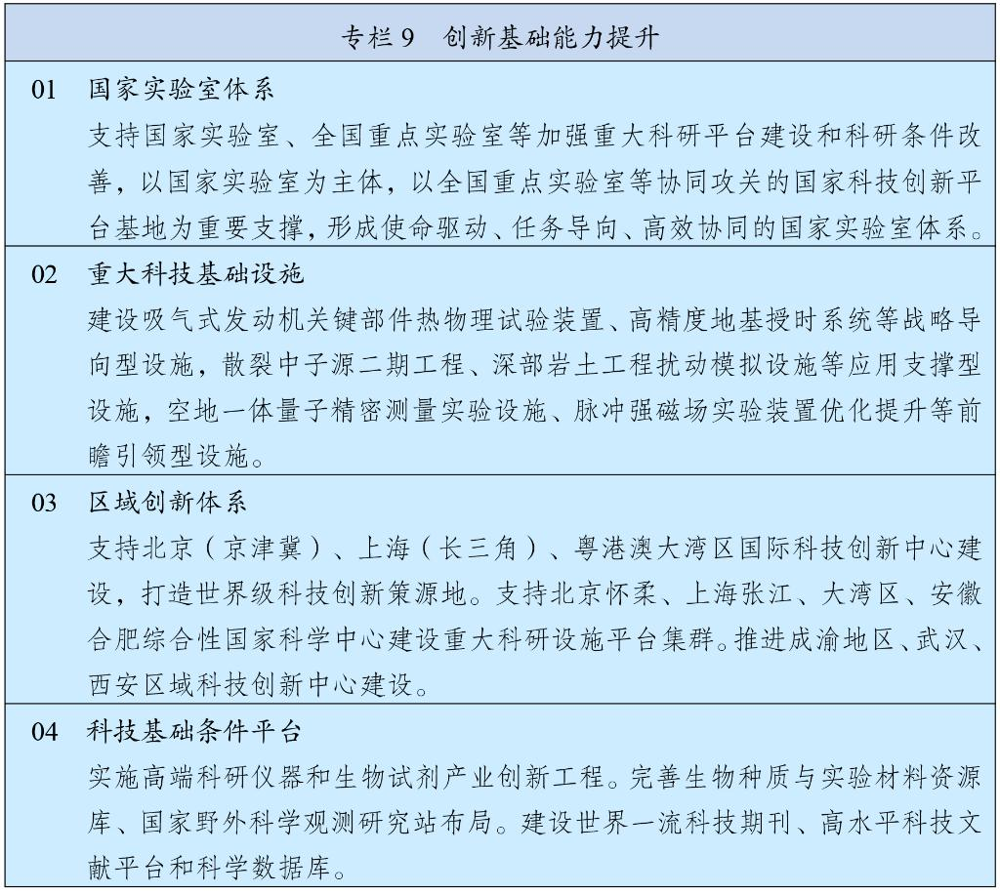 专栏 9 创新基础能力提升
01 国家实验室体系
支持国家实验室、全国重点实验室等加强重大科研平台建设和科研条件改
善，以国家实验室为主体，以全国重点实验室等协同攻关的国家科技创新平
台基地为重要支撑，形成使命驱动、任务导向、高效协同的国家实验室体系。
02 重大科技基础设施
建设吸气式发动机关键部件热物理试验装置、高精度地基授时系统等战略导
向型设施，散裂中子源二期工程、深部岩土工程扰动模拟设施等应用支撑型
设施，空地一体量子精密测量实验设施、脉冲强磁场实验装置优化提升等前
瞻引领型设施。
03 区域创新体系
支持北京（京津冀）、上海（长三角）、粤港澳大湾区国际科技创新中心建
设，打造世界级科技创新策源地。支持北京怀柔、上海张江、大湾区、安徽
合肥综合性国家科学中心建设重大科研设施平台集群。推进成渝地区、武汉、
西安区域科技创新中心建设。
04 科技基础条件平台
实施高端科研仪器和生物试剂产业创新工程。完善生物种质与实验材料资源
库、国家野外科学观测研究站布局。建设世界一流科技期刊、高水平科技文
献平台和科学数据库。